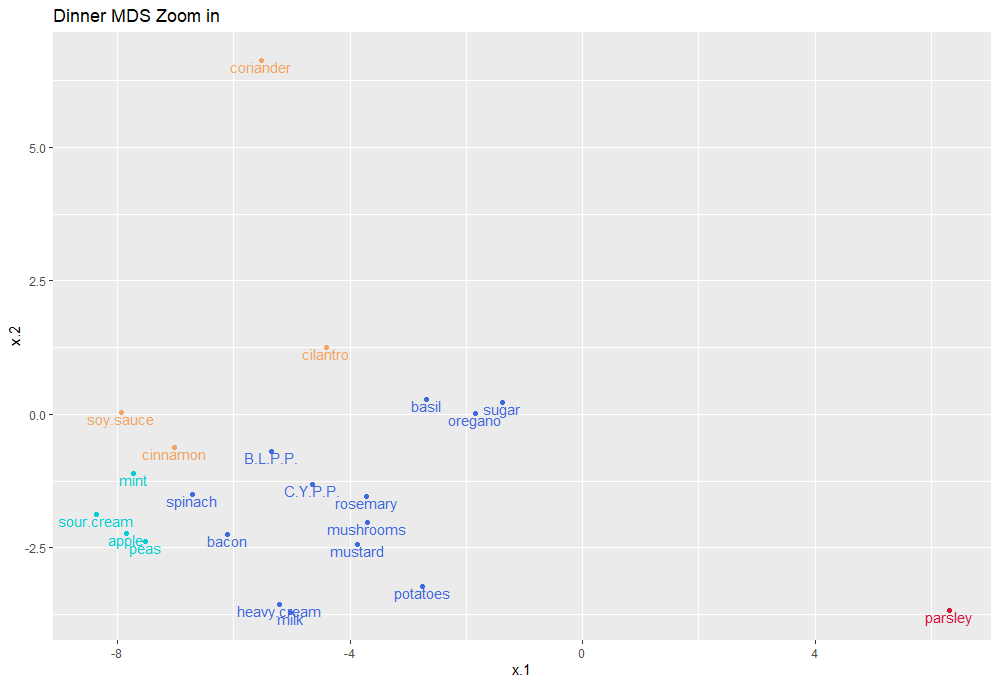 Dinner MDS Zoom in
coriander
5.0
2.5
x.2
cilantro
basil
sugar
0.0
soy.sauce
oregano
cinnamon
B.L.P.P.
mint
C.Y.P.P.
spinach
rosemary
sour.cream
mushrooms
apple
bacon
peas
-2.5
mustard
potatoes
heavy.cream
milk
parsley
-8
-4
0
4
x.1